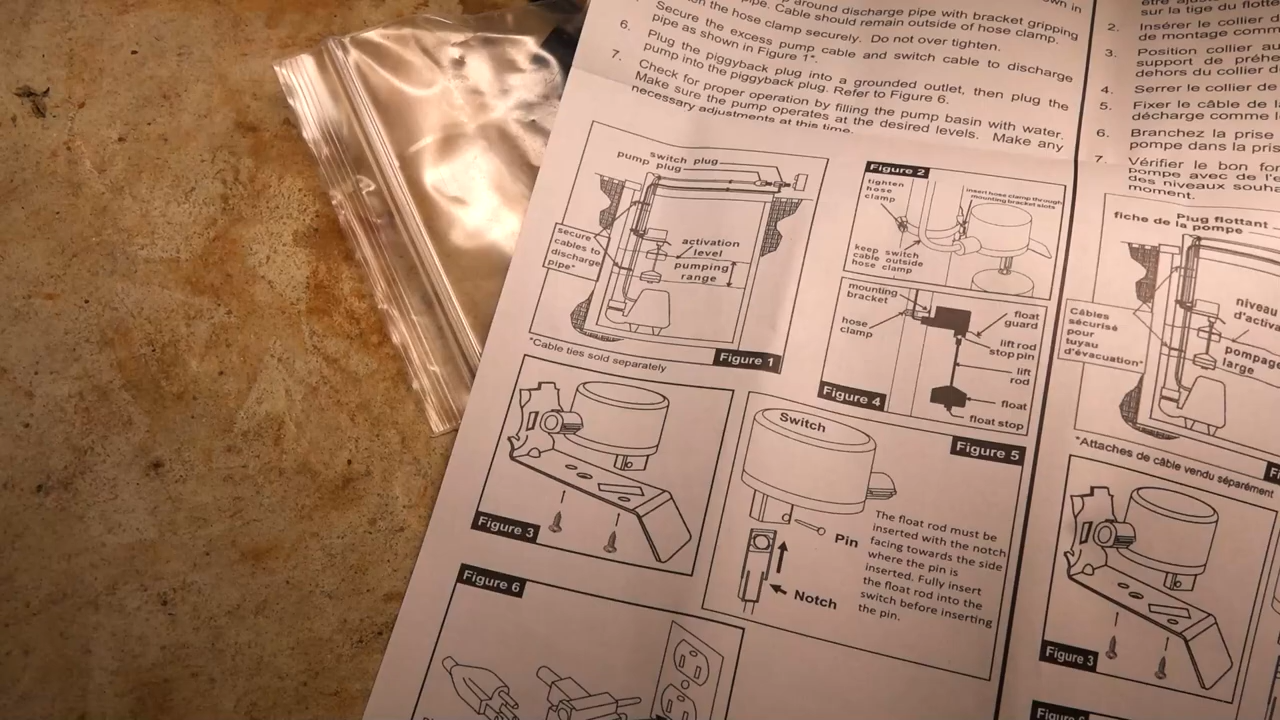 around discharge pipe with bracket gripping
pipe. Cable should remain outside of hose clamp.
the hose clamp securely. Do not over tighten.
6. Secure the excess pump cable and switch cable to discharge
pipe as shown in Figure 1*.
Plug the piggyback plug into a grounded outlet, then plug the
pump into the piggyback plug. Refer to Figure 6.
7. Check for proper operation by filling the pump basin with water.
Make sure the pump operates at the desired levels. Make any
necessary adjustments at this time.
switch plug
pump plug
secure
cables to
discharge
pipe*
activation
level
pumping
range
Figure 1
*Cable ties sold separately
Figure 2
tighten
hose
clamp
insert hose clamp through
mounting bracket slots
keep switch
cable outside
hose clamp
mounting
bracket
hose
clamp
float
guard
lift rod
stop pin
lift
rod
float
float stop
Figure 4
Figure 3
Switch
Figure 5
Pin
Notch
The float rod must be
inserted with the notch
facing towards the side
where the pin is
inserted. Fully insert
the float rod into the
switch before inserting
the pin.
Figure 6
sur la tige du
2. Insérer le collier
de montage
3. Position collier
support de
dehors du collier
4. Serrer le collier de
5. Fixer le câble de
décharge comme
6. Branchez la prise
pompe dans la
7. Vérifier le bon
pompe avec de
des niveaux
moment.
Plug flottant
fiche de la pompe
Câbles
sécurisé
pour
tuyau
d'évacuation*
niveau
pompage
large
*Attaches de câble vendu séparément
Figure 3